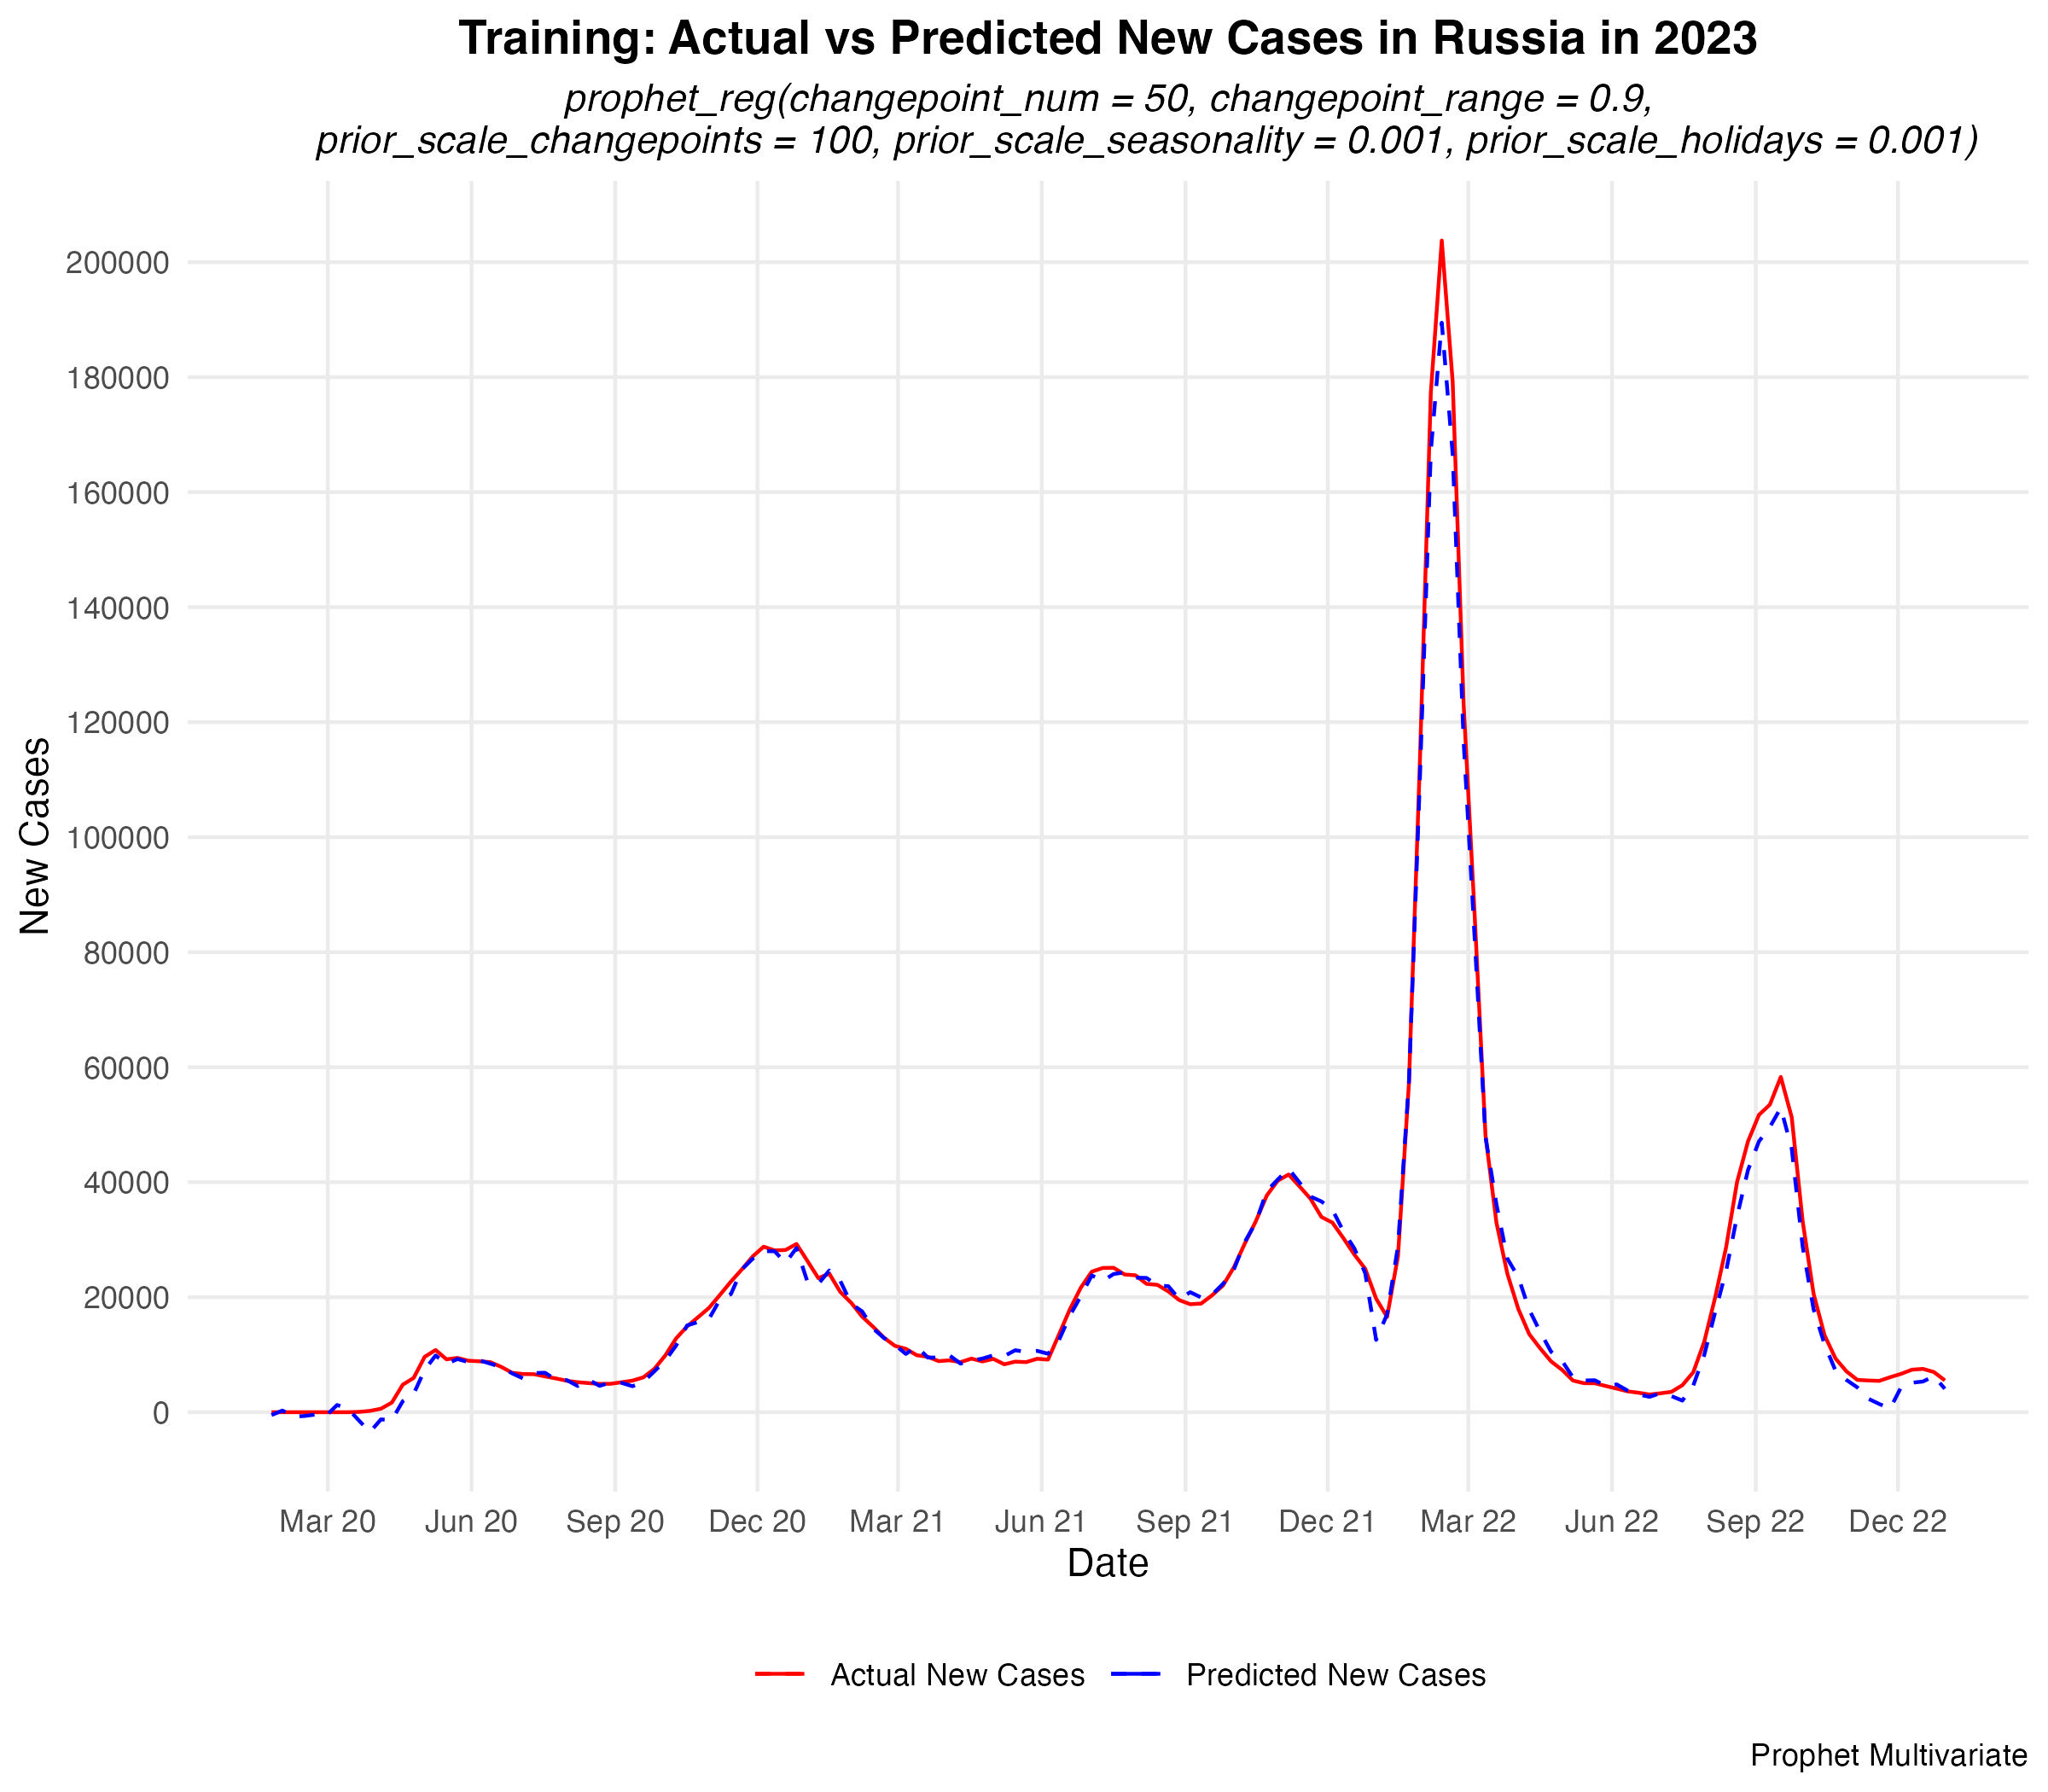 Training: Actual vs Predicted New Cases in Russia in 2023
prophet_reg(changepoint_num = 50, changepoint_range = 0.9,
prior_scale_changepoints = 100, prior_scale_seasonality = 0.001, prior_scale_holidays = 0.001)
New Cases
200000
180000
160000
140000
120000
100000
80000
60000
40000
20000
0
Mar 20 Jun 20 Sep 20 Dec 20 Mar 21 Jun 21 Sep 21 Dec 21 Mar 22 Jun 22 Sep 22 Dec 22
Date
Actual New Cases Predicted New Cases
Prophet Multivariate